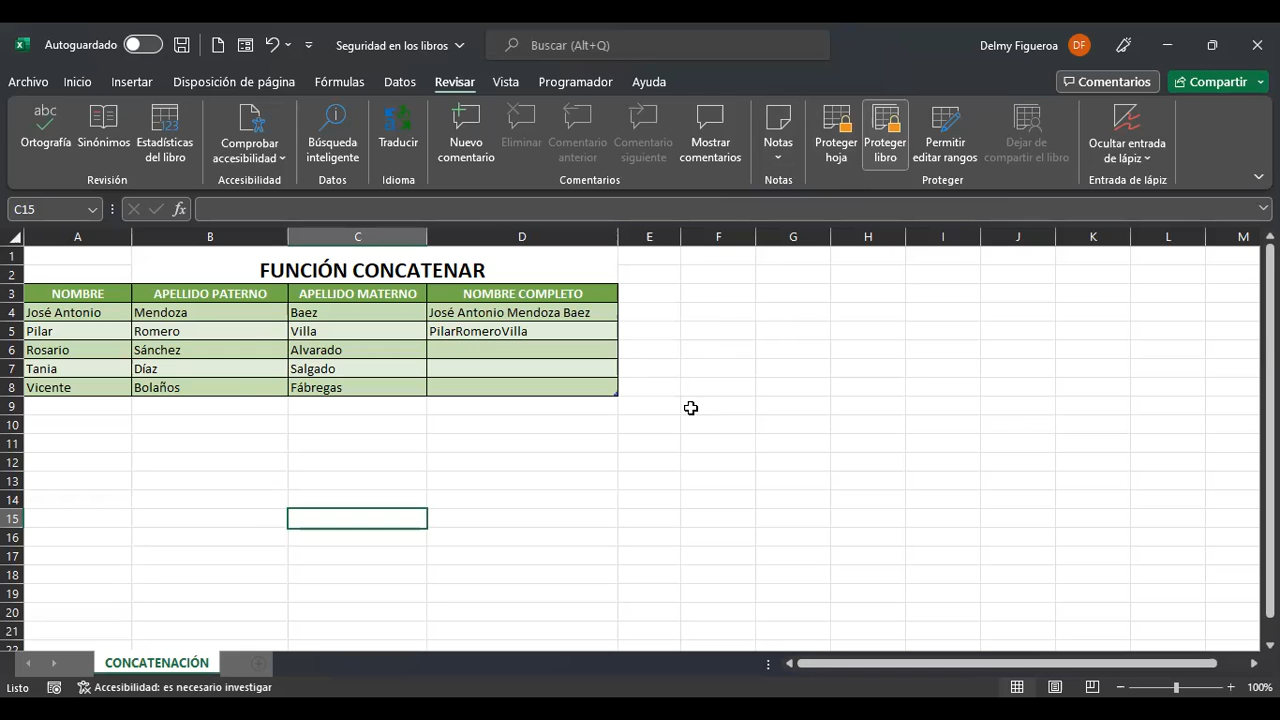 Autoguardado Seguridad en los libros Buscar (Alt+Q) Delmy Figueroa DF
Archivo Inicio Insertar Disposición de página Fórmulas Datos Revisar Vista Programador Ayuda Comentarios Compartir
Ortografía
Sinónimos
Estadísticas del libro
Comprobar accesibilidad
Búsqueda inteligente
Traducir
Nuevo comentario
Eliminar
Comentario anterior
Comentario siguiente
Mostrar comentarios
Notas
Proteger hoja
Proteger libro
Permitir editar rangos
Dejar de compartir el libro
Ocultar entrada de lápiz
Revisión Accesibilidad Datos Idioma Comentarios Notas Proteger Entrada de lápiz
C15 fx
A B C D E F G H I J K L M
1
2 FUNCIÓN CONCATENAR
3 NOMBRE APELLIDO PATERNO APELLIDO MATERNO NOMBRE COMPLETO
4 José Antonio Mendoza Baez José Antonio Mendoza Baez
5 Pilar Romero Villa PilarRomeroVilla
6 Rosario Sánchez Alvarado
7 Tania Díaz Salgado
8 Vicente Bolaños Fábregas
9
10
11
12
13
14
15
16
17
18
19
20
21
22
CONCATENACIÓN
Listo Accesibilidad: es necesario investigar 100%